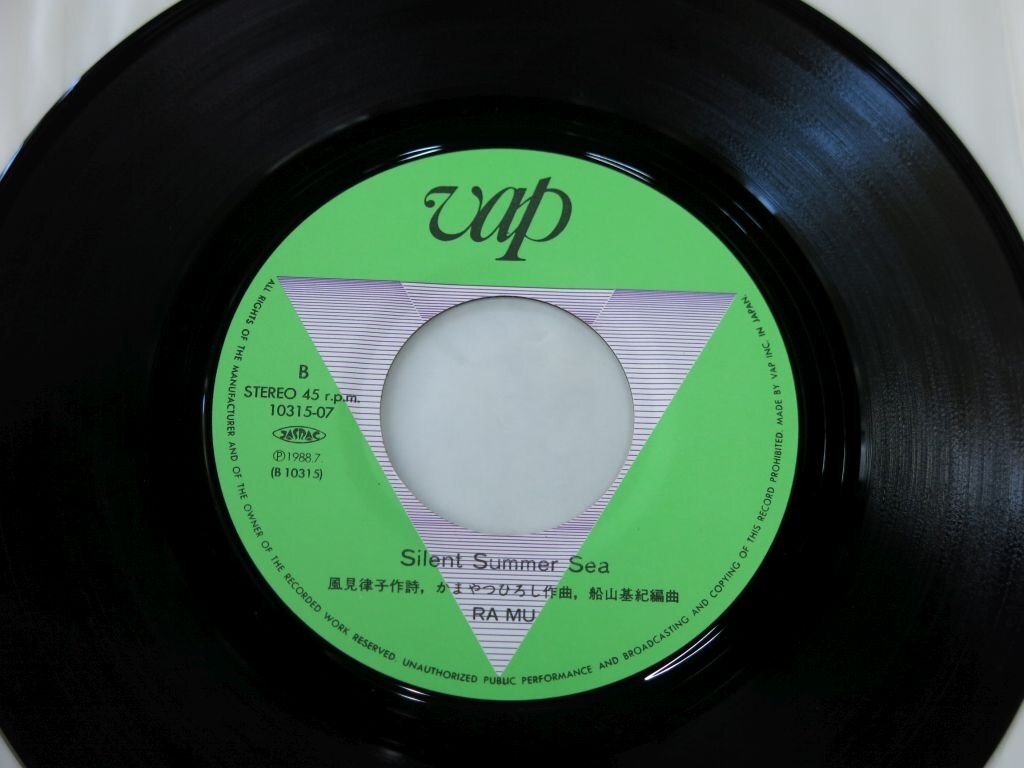 vap
B
STEREO 45 r.p.m.
10315-07
JASRAC
Ⓟ1988.7.
(B 10315)
Silent Summer Sea
風見律子作詩, かまやつひろし作曲, 船山基紀編曲
RA MU
ALL RIGHTS OF THE MANUFACTURER AND OF THE OWNER OF THE RECORDED WORK RESERVED. UNAUTHORIZED PUBLIC PERFORMANCE AND BROADCASTING AND COPYING OF THIS RECORD PROHIBITED. MADE BY VAP INC. IN JAPAN.